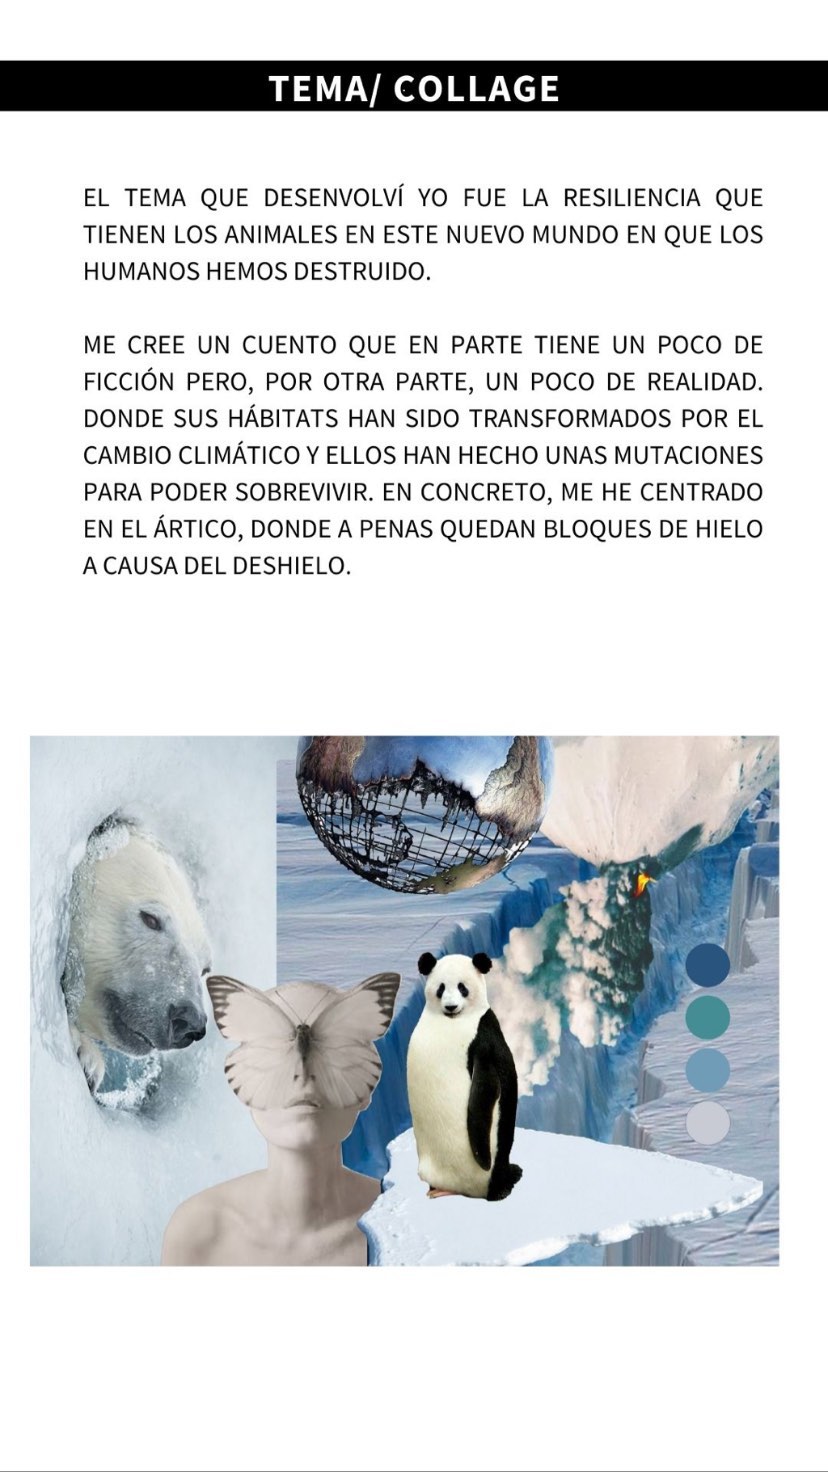 TEMA/ COLLAGE
EL TEMA QUE DESENVOLVÍ YO FUE LA RESILIENCIA QUE
TIENEN LOS ANIMALES EN ESTE NUEVO MUNDO EN QUE LOS
HUMANOS HEMOS DESTRUIDO.
ME CREE UN CUENTO QUE EN PARTE TIENE UN POCO DE
FICCIÓN PERO, POR OTRA PARTE, UN POCO DE REALIDAD.
DONDE SUS HÁBITATS HAN SIDO TRANSFORMADOS POR EL
CAMBIO CLIMÁTICO Y ELLOS HAN HECHO UNAS MUTACIONES
PARA PODER SOBREVIVIR. EN CONCRETO, ME HE CENTRADO
EN EL ÁRTICO, DONDE A PENAS QUEDAN BLOQUES DE HIELO
A CAUSA DEL DESHIELO.